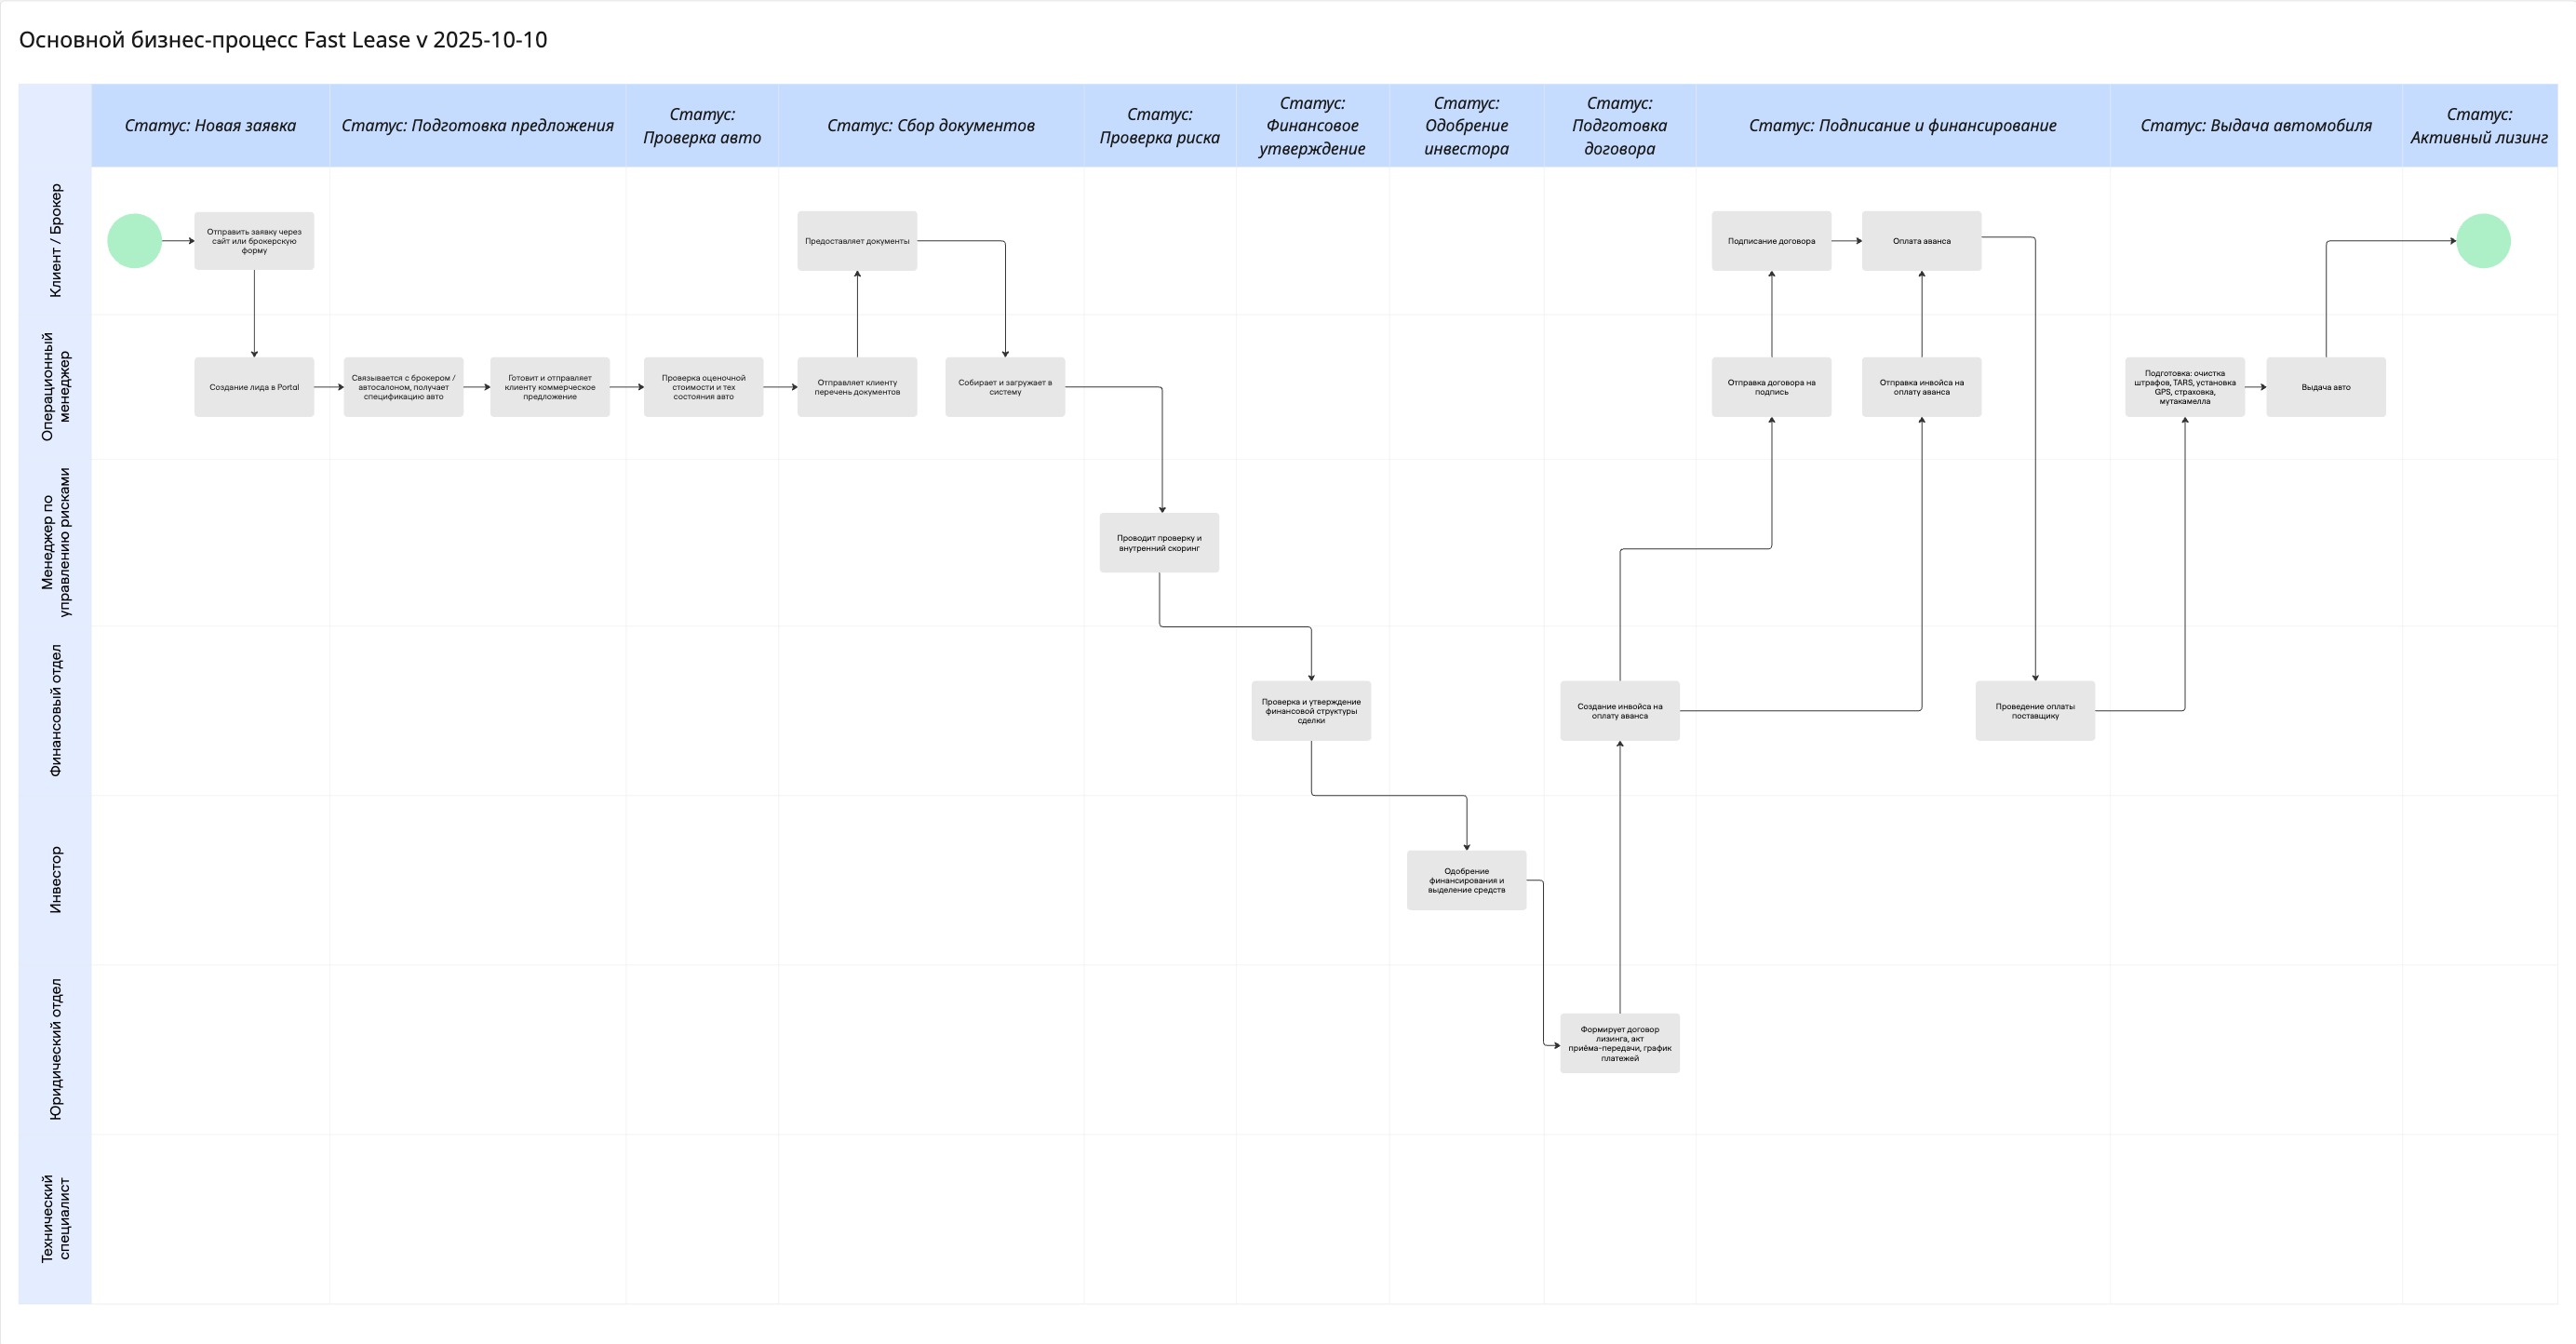 Основной бизнес-процесс Fast Lease v 2025-10-10
Статус: Новая заявка
Статус: Подготовка предложения
Статус:
Проверка авто
Статус: Сбор документов
Статус:
Проверка риска
Статус:
Финансовое
утверждение
Статус:
Одобрение
инвестора
Статус:
Подготовка
договора
Статус: Подписание и финансирование
Статус: Выдача автомобиля
Статус:
Активный лизинг
Клиент / Брокер
Отправить заявку через
сайт или брокерскую
форму
Предоставляет документы
Подписание договора
Оплата аванса
Операционный
менеджер
Создание лида в Portal
Связывается с брокером /
автосалоном, получает
спецификацию авто
Готовит и отправляет
клиенту коммерческое
предложение
Проверка оценочной
стоимости и тех
состояния авто
Отправляет клиенту
перечень документов
Собирает и загружает в
систему
Отправка договора на
подпись
Отправка инвойса на
оплату аванса
Подготовка: очистка
штрафов, TARS, установка
GPS, страховка,
мутакамелла
Выдача авто
Менеджер по
управлению рисками
Проводит проверку и
внутренний скоринг
Финансовый отдел
Проверка и утверждение
финансовой структуры
сделки
Создание инвойса на
оплату аванса
Проведение оплаты
поставщику
Инвестор
Одобрение
финансирования и
выделение средств
Юридический отдел
Формирует договор
лизинга, акт
приёма-передачи, график
платежей
Технический
специалист